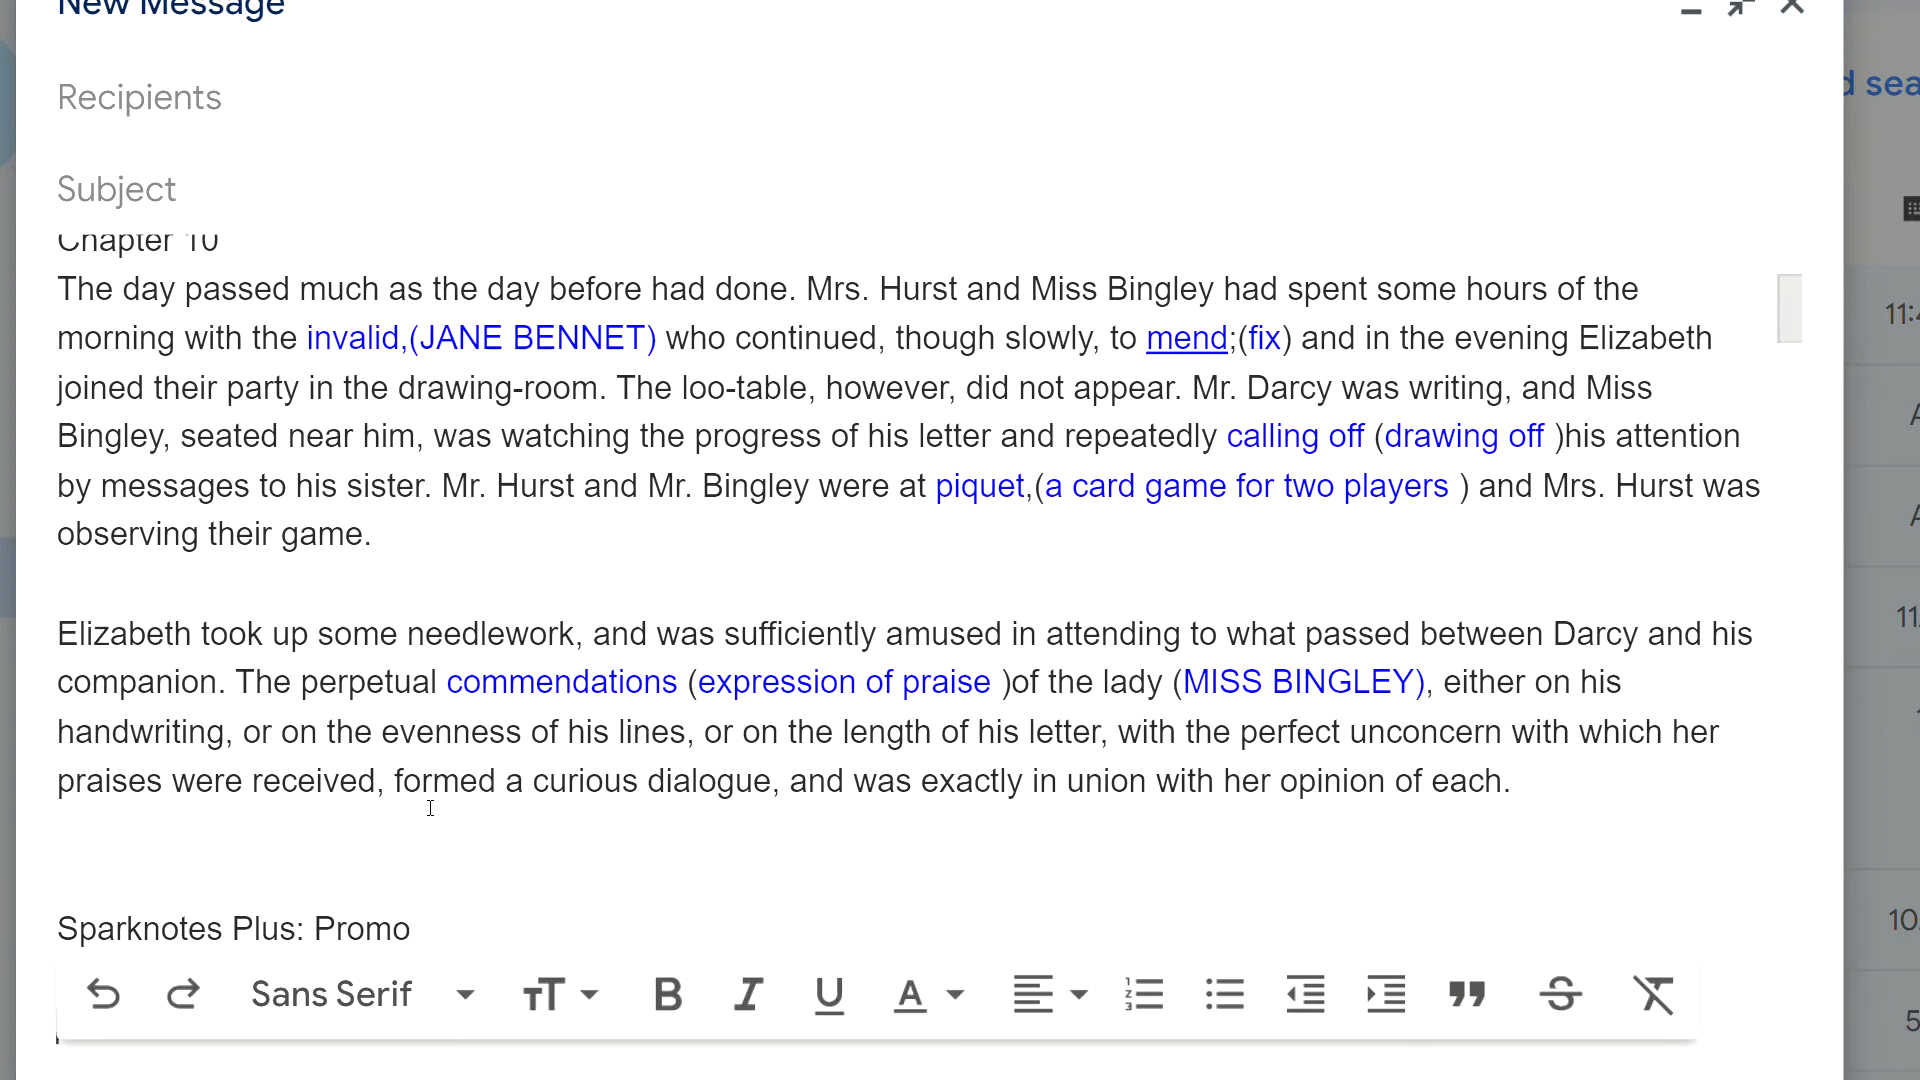 New Message
Recipients
d sea
Subject
Chapter 10
The day passed much as the day before had done. Mrs. Hurst and Miss Bingley had spent some hours of the
11:4
morning with the invalid,(JANE BENNET) who continued, though slowly, to mend;(fix) and in the evening Elizabeth
joined their party in the drawing-room. The loo-table, however, did not appear. Mr. Darcy was writing, and Miss
Bingley, seated near him, was watching the progress of his letter and repeatedly calling off (drawing off )his attention
by messages to his sister. Mr. Hurst and Mr. Bingley were at piquet,(a card game for two players ) and Mrs. Hurst was
observing their game.
11
Elizabeth took up some needlework, and was sufficiently amused in attending to what passed between Darcy and his
companion. The perpetual commendations (expression of praise )of the lady (MISS BINGLEY), either on his
handwriting, or on the evenness of his lines, or on the length of his letter, with the perfect unconcern with which her
praises were received, formed a curious dialogue, and was exactly in union with her opinion of each.
10
Sparknotes Plus: Promo
Sans Serif
5